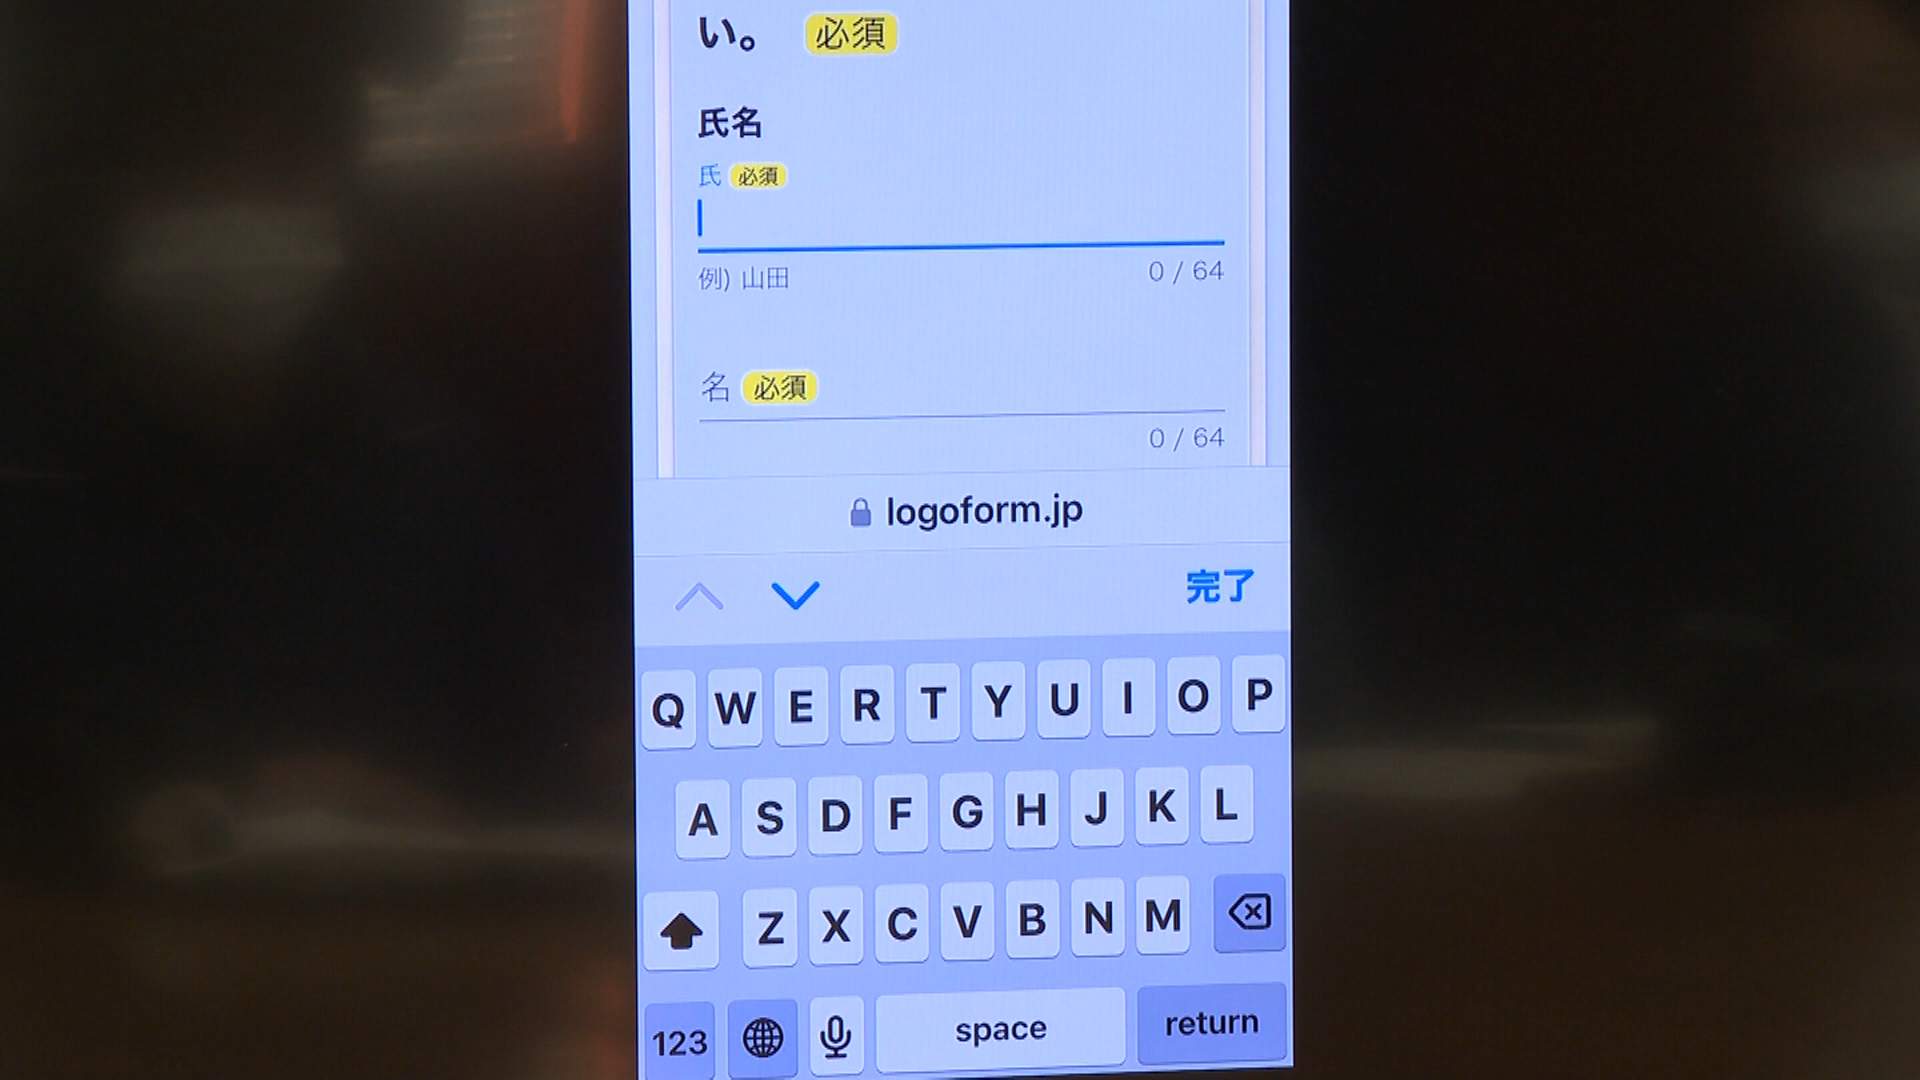 い。 必須
氏名
氏 必須
例) 山田 0 / 64
名 必須
0 / 64
logoform.jp
完了
Q W E R T Y U I O P
A S D F G H J K L
Z X C V B N M
123 space return